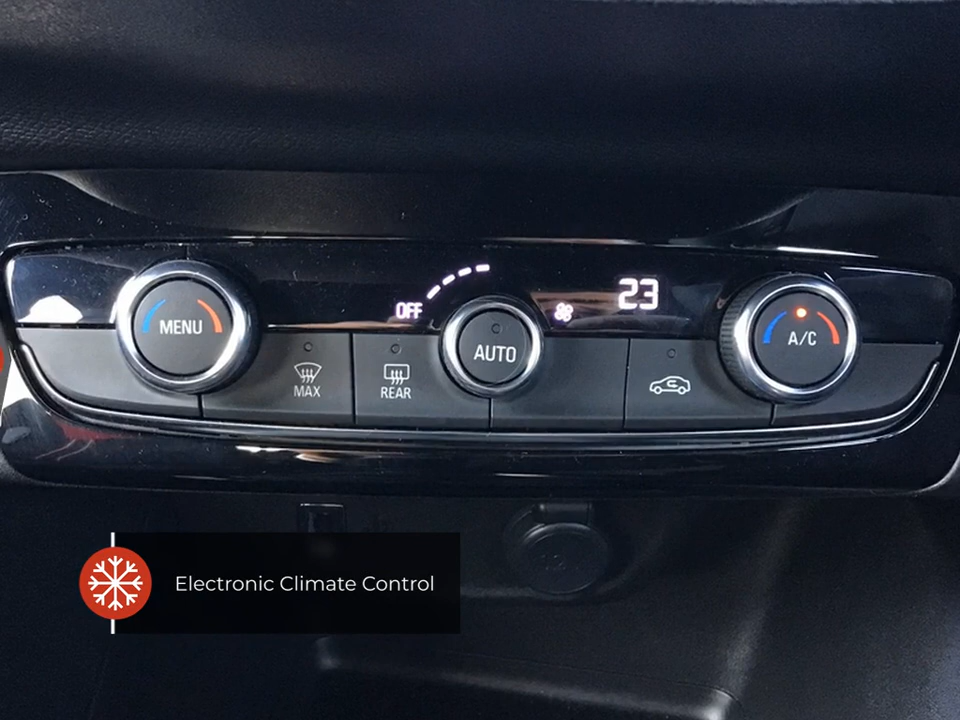 OFF
23
MENU
AUTO
A/C
MAX
REAR
Electronic Climate Control